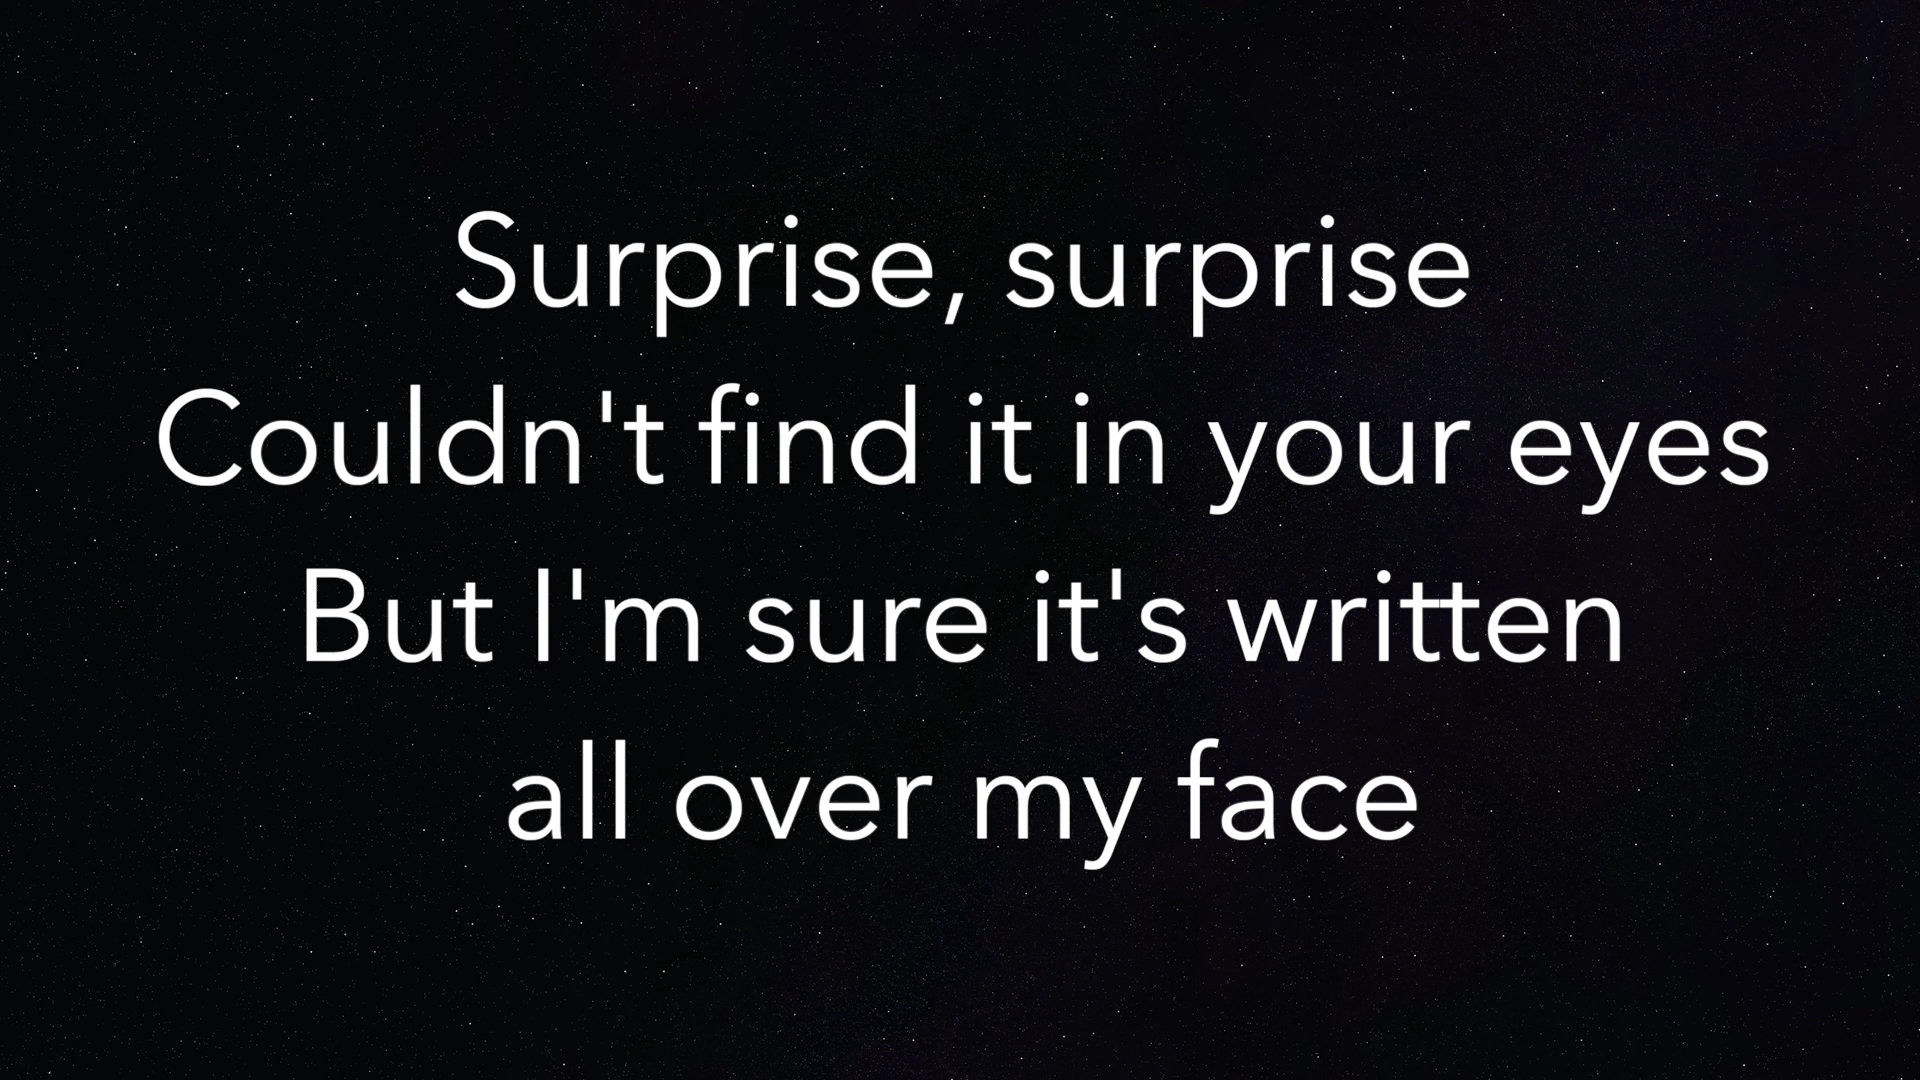 Surprise, surprise
Couldn't find it in your eyes
But I'm sure it's written
all over my face